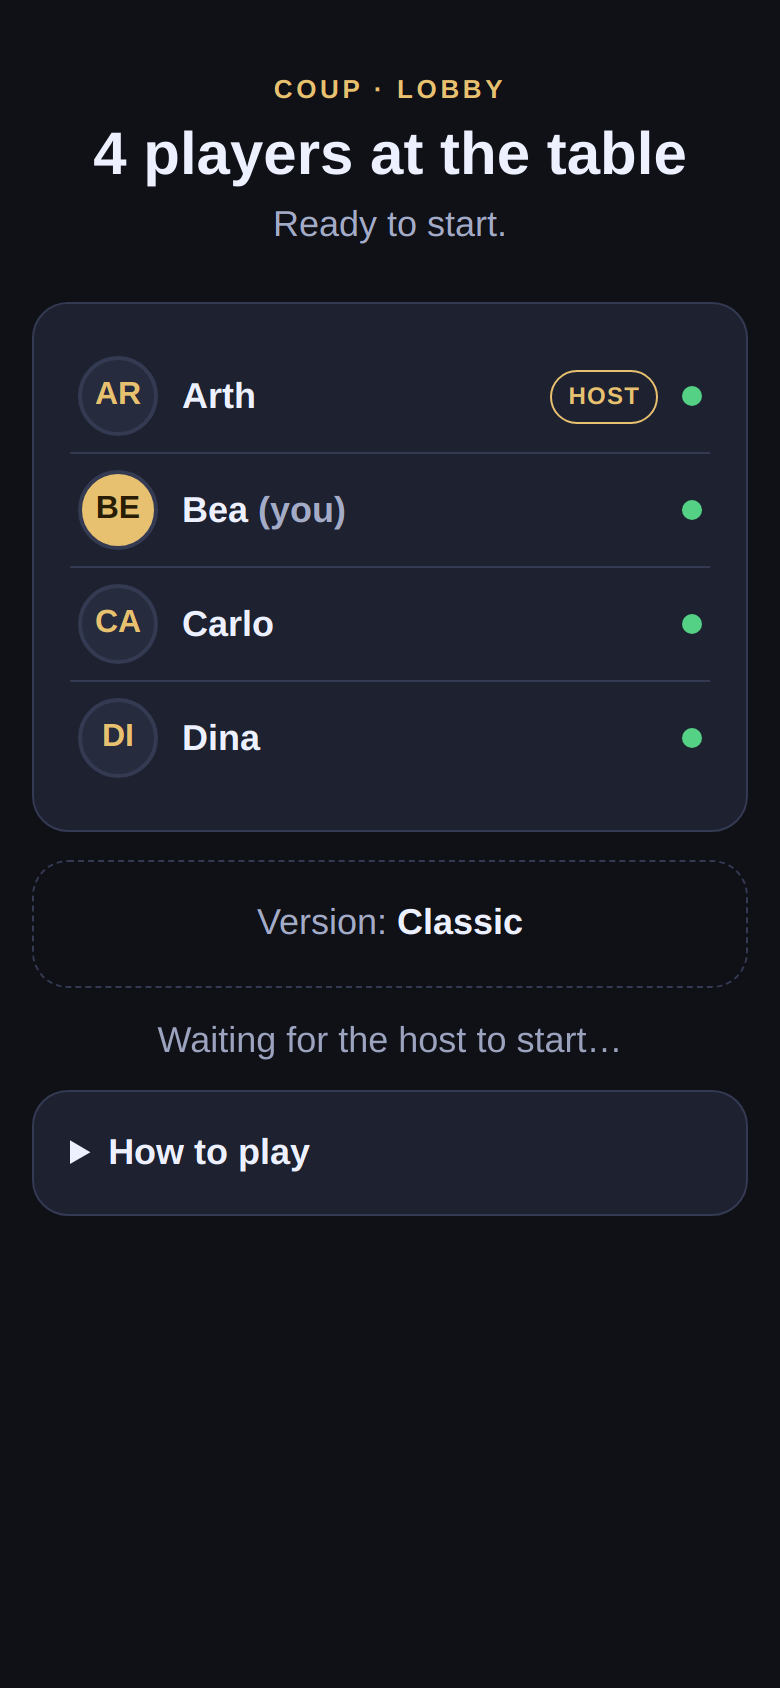 COUP · LOBBY
4 players at the table
Ready to start.
AR Arth HOST
BE Bea (you)
CA Carlo
DI Dina
Version: Classic
Waiting for the host to start…
How to play